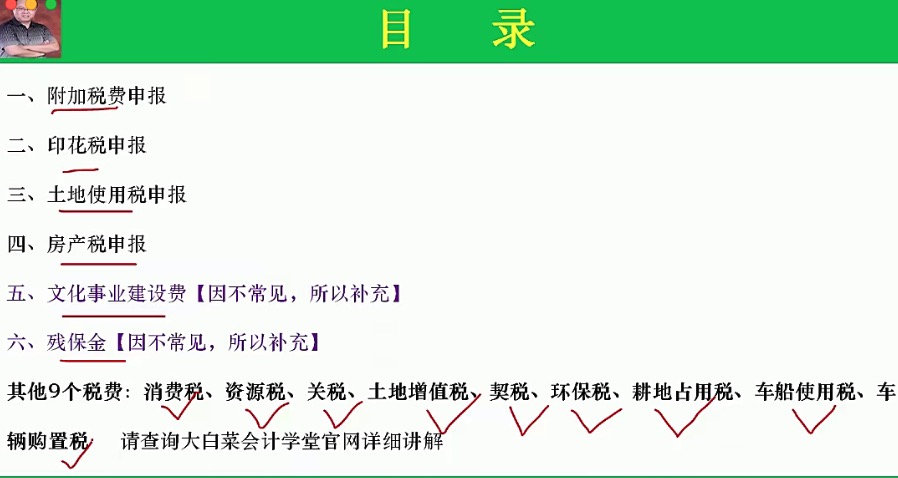 目 录
一、附加税费申报
二、印花税申报
三、土地使用税申报
四、房产税申报
五、文化事业建设费【因不常见，所以补充】
六、残保金【因不常见，所以补充】
其他9个税费：消费税、资源税、关税、土地增值税、契税、环保税、耕地占用税、车船使用税、车
辆购置税 请查询大白菜会计学堂官网详细讲解